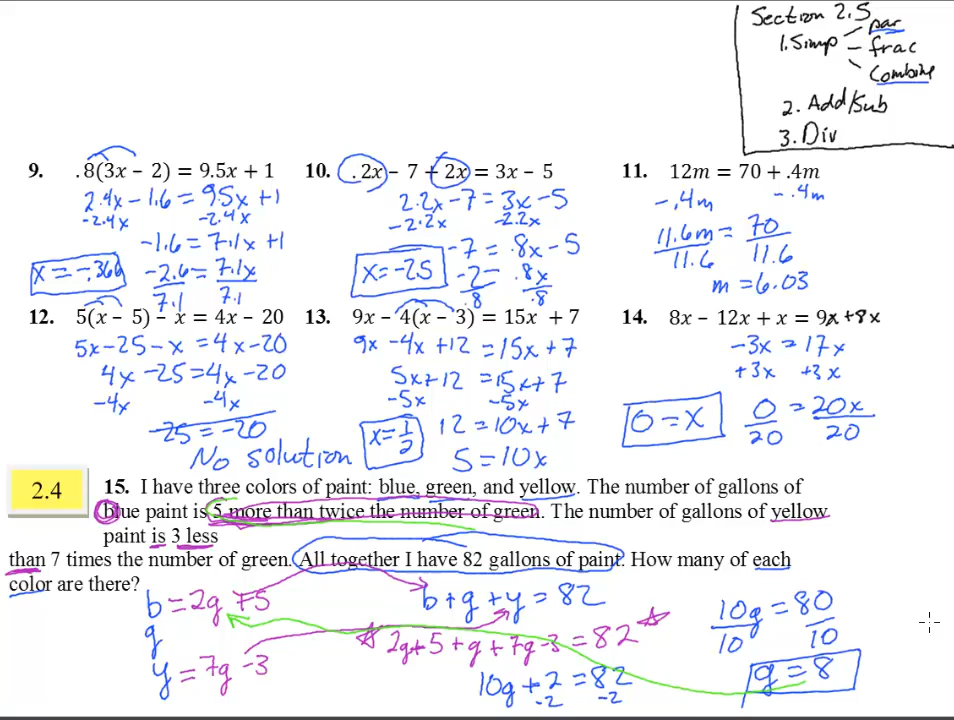 Section 2.5
1. Simp par
frac
Combine
2. Add/Sub
3. Div
9. .8(3x − 2) = 9.5x + 1
2.4x − 1.6 = 9.5x + 1
−2.4x −2.4x
−1.6 = 7.1x + 1
−2.6 = 7.1x
7.1 7.1
x = −.366
10. .2x − 7 + 2x = 3x − 5
2.2x − 7 = 3x − 5
−2.2x −2.2x
−7 = .8x − 5
−2 = .8x
.8 .8
x = −2.5
11. 12m = 70 + .4m
−.4m −.4m
11.6m = 70
11.6 11.6
m = 6.03
12. 5(x − 5) − x = 4x − 20
5x − 25 − x = 4x − 20
4x − 25 = 4x − 20
−4x −4x
−25 = −20
No solution
13. 9x − 4(x − 3) = 15x + 7
9x − 4x + 12 = 15x + 7
5x + 12 = 15x + 7
−5x −5x
12 = 10x + 7
5 = 10x
x = 1/2
14. 8x − 12x + x = 9x + 8x
−3x = 17x
+3x +3x
0 = 20x
20 20
0 = x
2.4
15. I have three colors of paint: blue, green, and yellow. The number of gallons of
blue paint is 5 more than twice the number of green. The number of gallons of yellow
paint is 3 less
than 7 times the number of green. All together I have 82 gallons of paint. How many of each
color are there?
b = 2g + 5
g
y = 7g − 3
b + g + y = 82
2g + 5 + g + 7g − 3 = 82
10g + 2 = 82
−2 −2
10g = 80
10 10
g = 8